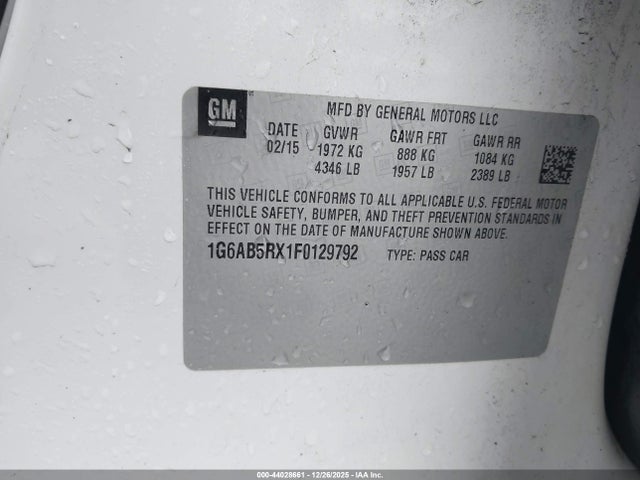 GM
MFD BY GENERAL MOTORS LLC
DATE GVWR GAWR FRT GAWR RR
02/15 1972 KG 888 KG 1084 KG
4346 LB 1957 LB 2389 LB
THIS VEHICLE CONFORMS TO ALL APPLICABLE U.S. FEDERAL MOTOR
VEHICLE SAFETY, BUMPER, AND THEFT PREVENTION STANDARDS IN
EFFECT ON THE DATE OF MANUFACTURE SHOWN ABOVE.
1G6AB5RX1F0129792 TYPE: PASS CAR
000-44028661 • 12/26/2025 • IAA Inc.